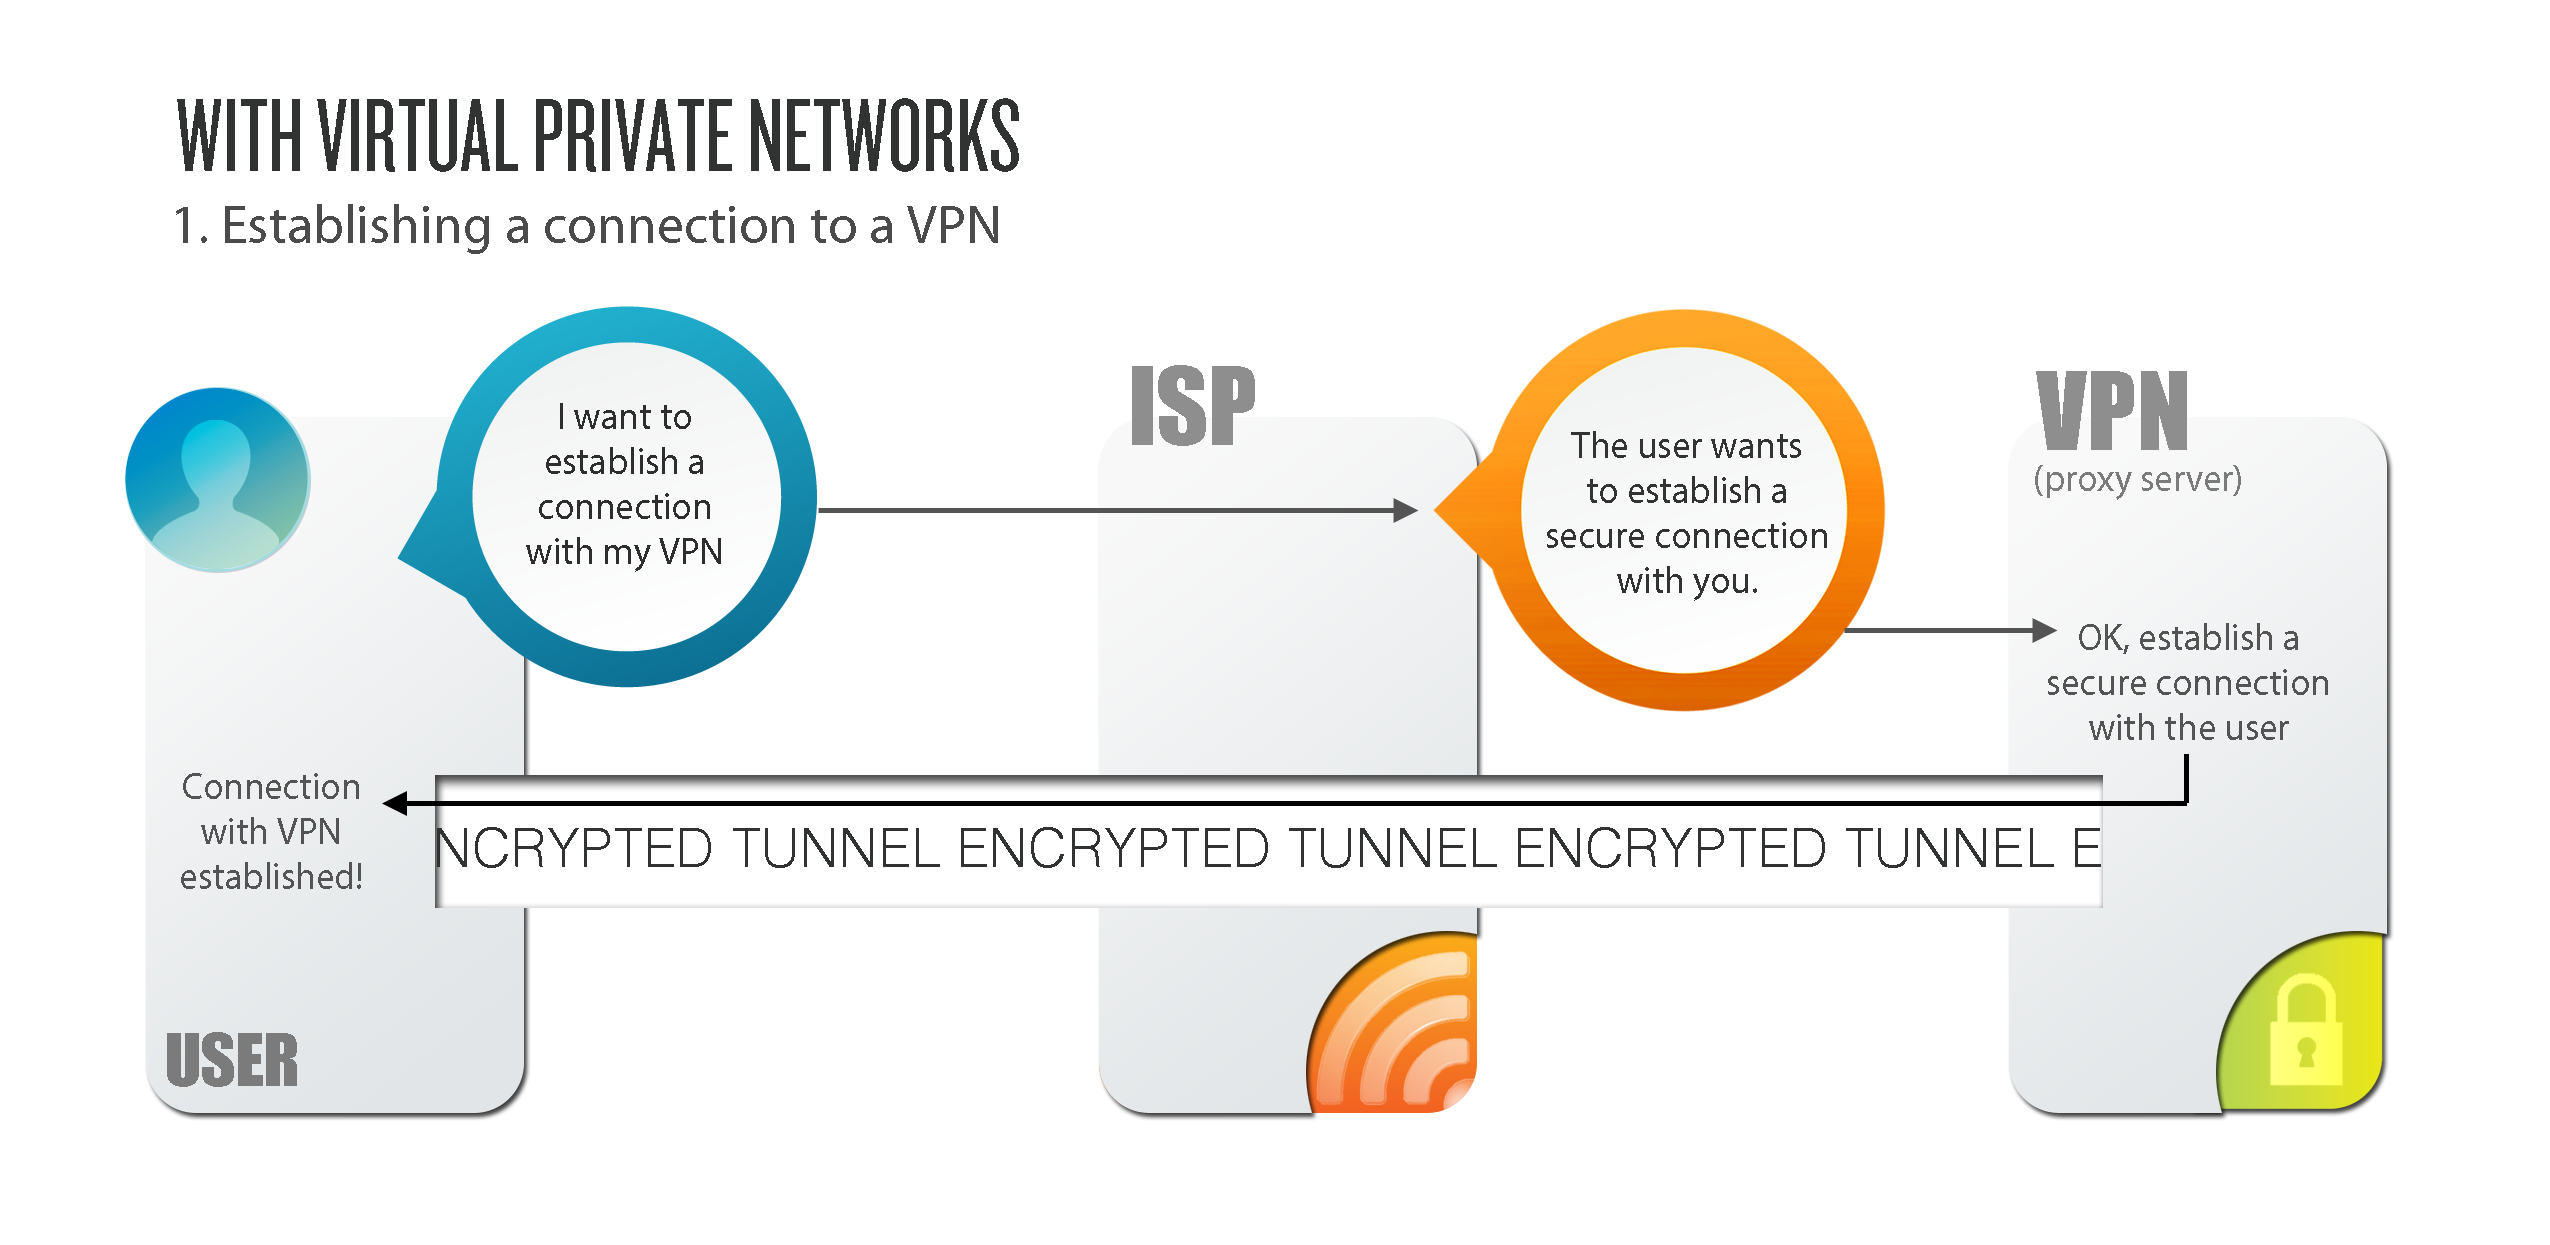 WITH VIRTUAL PRIVATE NETWORKS
1. Establishing a connection to a VPN
I want to
establish a
connection
with my VPN
ISP
The user wants
to establish a
secure connection
with you.
VPN
(proxy server)
OK, establish a
secure connection
with the user
Connection
with VPN
established!
NCRYPTED TUNNEL ENCRYPTED TUNNEL ENCRYPTED TUNNEL E
USER